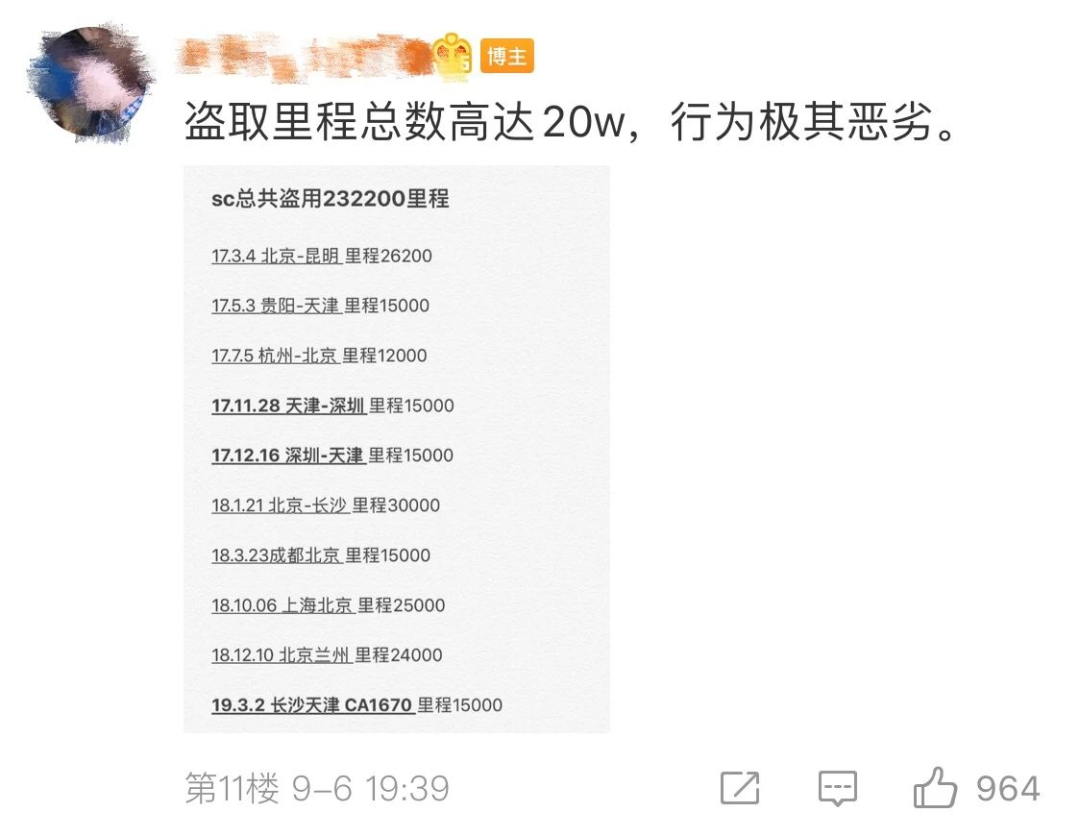 博主
盗取里程总数高达20w，行为极其恶劣。
sc总共盗用232200里程
17.3.4 北京-昆明 里程26200
17.5.3 贵阳-天津 里程15000
17.7.5 杭州-北京 里程12000
17.11.28 天津-深圳 里程15000
17.12.16 深圳-天津 里程15000
18.1.21 北京-长沙 里程30000
18.3.23成都北京 里程15000
18.10.06 上海北京 里程25000
18.12.10 北京兰州 里程24000
19.3.2 长沙天津 CA1670 里程15000
第11楼 9-6 19:39 964